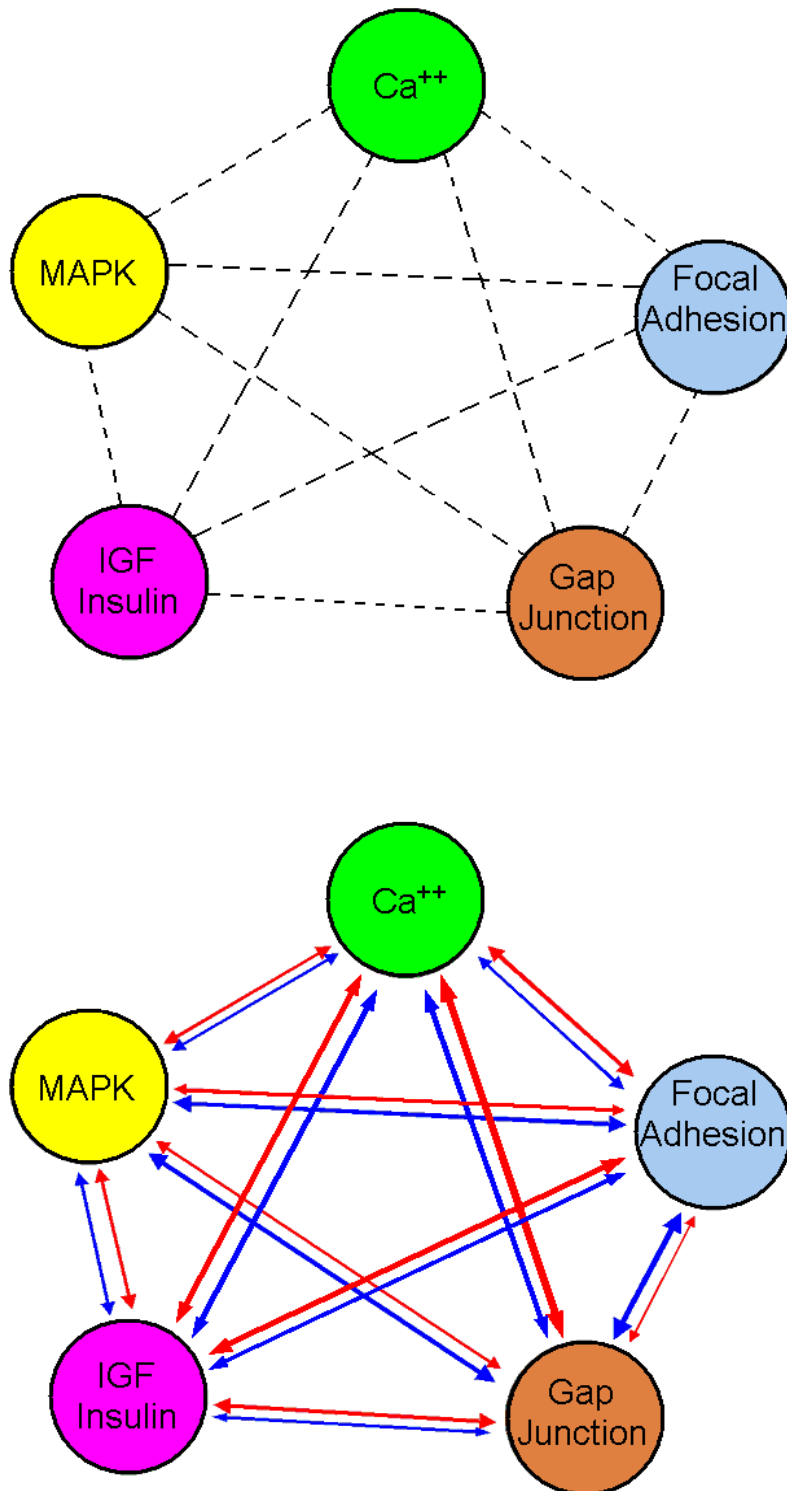 Ca⁺⁺
MAPK
Focal
Adhesion
IGF
Insulin
Gap
Junction
Ca⁺⁺
MAPK
Focal
Adhesion
IGF
Insulin
Gap
Junction